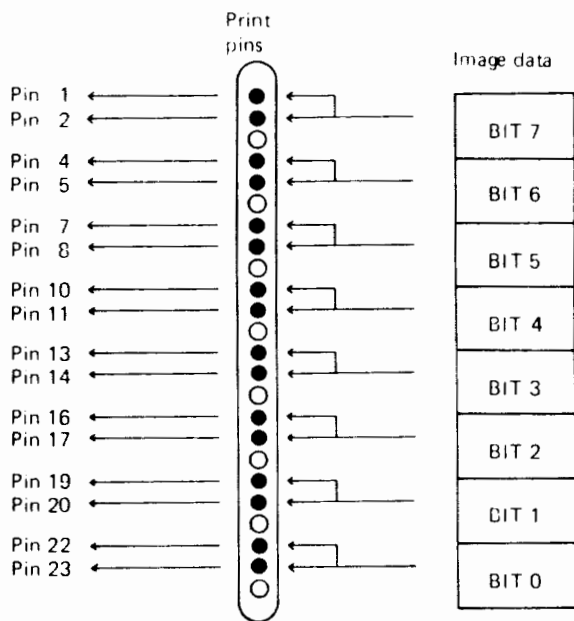 Print
pins
Image data
Pin 1
Pin 2
BIT 7
Pin 4
Pin 5
BIT 6
Pin 7
Pin 8
BIT 5
Pin 10
Pin 11
BIT 4
Pin 13
Pin 14
BIT 3
Pin 16
Pin 17
BIT 2
Pin 19
Pin 20
BIT 1
Pin 22
Pin 23
BIT 0